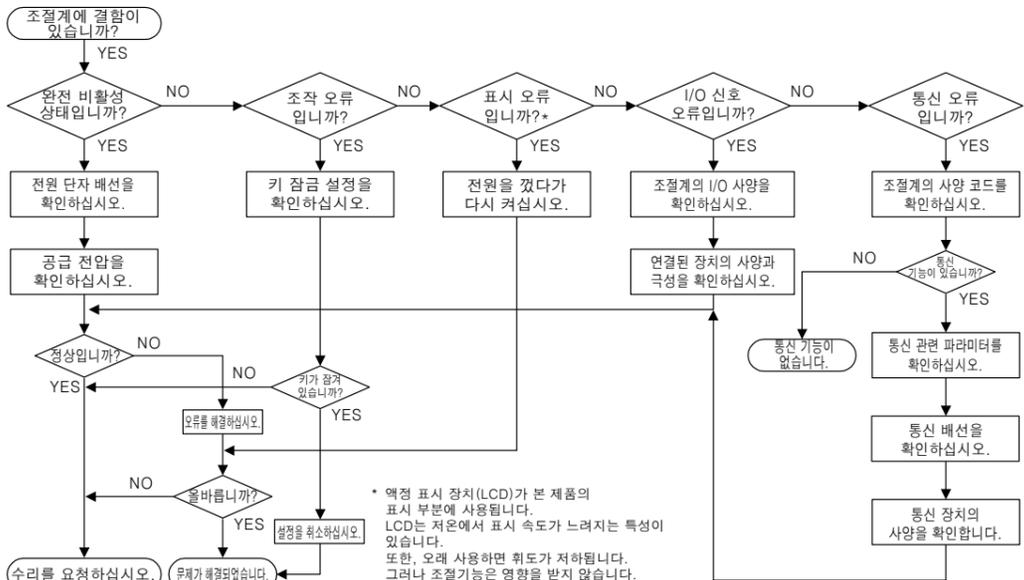 조절계에 결함이
있습니까?
YES
완전 비활성
상태입니까?
NO
조작 오류
입니까?
NO
표시 오류
입니까?*
NO
I/O 신호
오류입니까?
NO
통신 오류
입니까?
YES
YES
YES
YES
YES
전원 단자 배선을
확인하십시오.
키 잠금 설정을
확인하십시오.
전원을 껐다가
다시 켜십시오.
조절계의 I/O 사양을
확인하십시오.
조절계의 사양 코드를
확인하십시오.
공급 전압을
확인하십시오.
연결된 장치의 사양과
극성을 확인하십시오.
NO
통신
기능이 있습니까?
YES
정상입니까?
NO
YES
통신 기능이
없습니다.
통신 관련 파라미터를
확인하십시오.
NO
키가 잠겨
있습니까?
YES
오류를 해결하십시오.
통신 배선을
확인하십시오.
NO
올바릅니까?
YES
설정을 취소하십시오.
* 액정 표시 장치(LCD)가 본 제품의
표시 부분에 사용됩니다.
LCD는 저온에서 표시 속도가 느려지는 특성이
있습니다.
또한, 오래 사용하면 휘도가 저하됩니다.
그러나 조절기능은 영향을 받지 않습니다.
통신 장치의
사양을 확인합니다.
수리를 요청하십시오.
문제가 해결되었습니다.